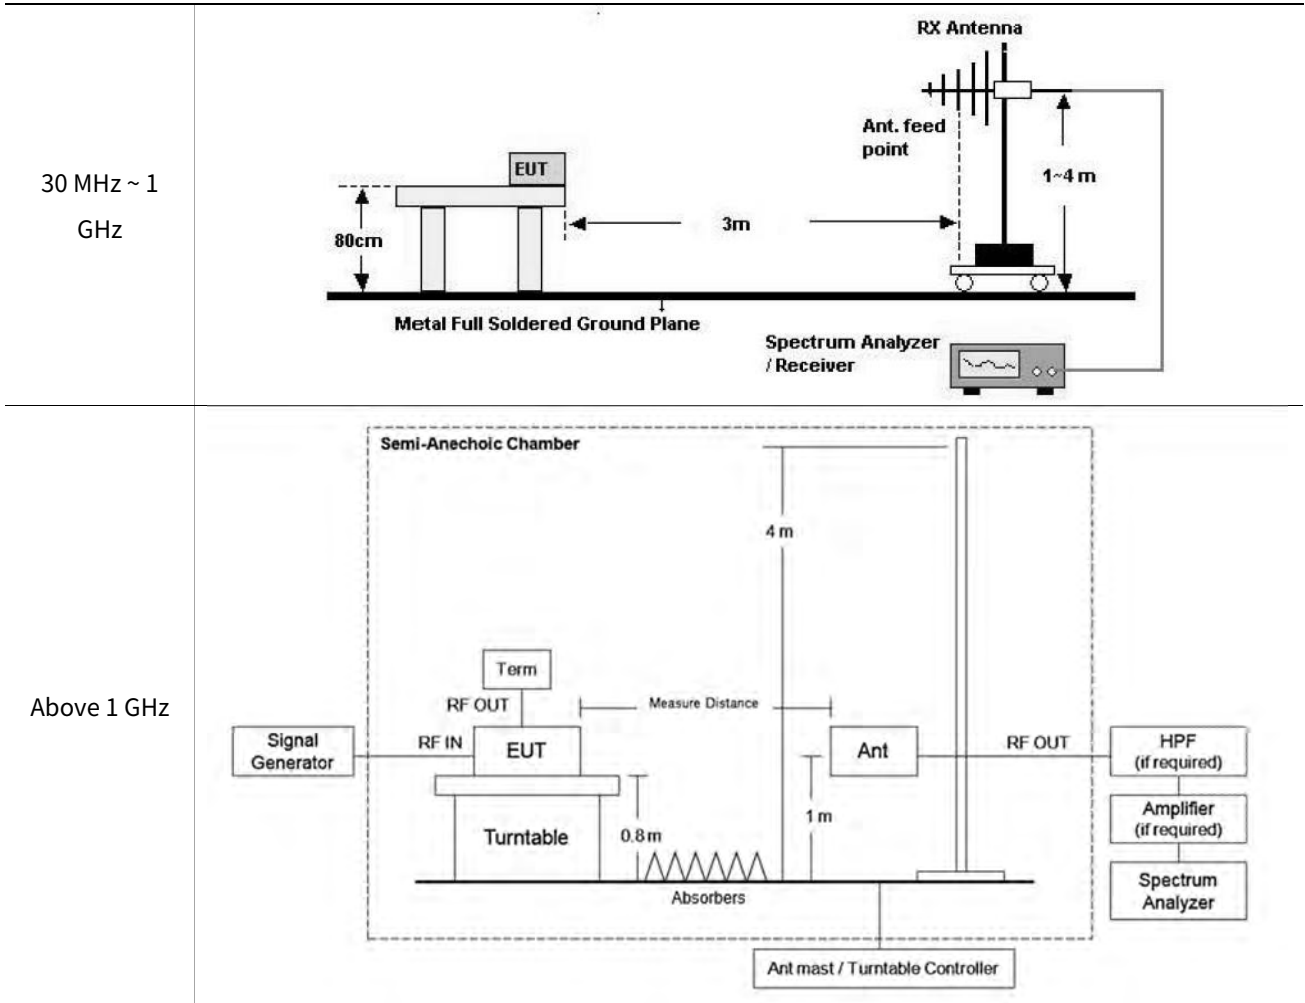 30 MHz ~ 1
GHz
RX Antenna
Ant. feed
point
1~4 m
EUT
80cm
3m
Metal Full Soldered Ground Plane
Spectrum Analyzer
/ Receiver
Above 1 GHz
Semi-Anechoic Chamber
4 m
Term
RF OUT
Measure Distance
Signal
Generator
RF IN
EUT
Ant
RF OUT
HPF
(if required)
Turntable
0.8 m
1 m
Amplifier
(if required)
Absorbers
Spectrum
Analyzer
Ant mast / Turntable Controller